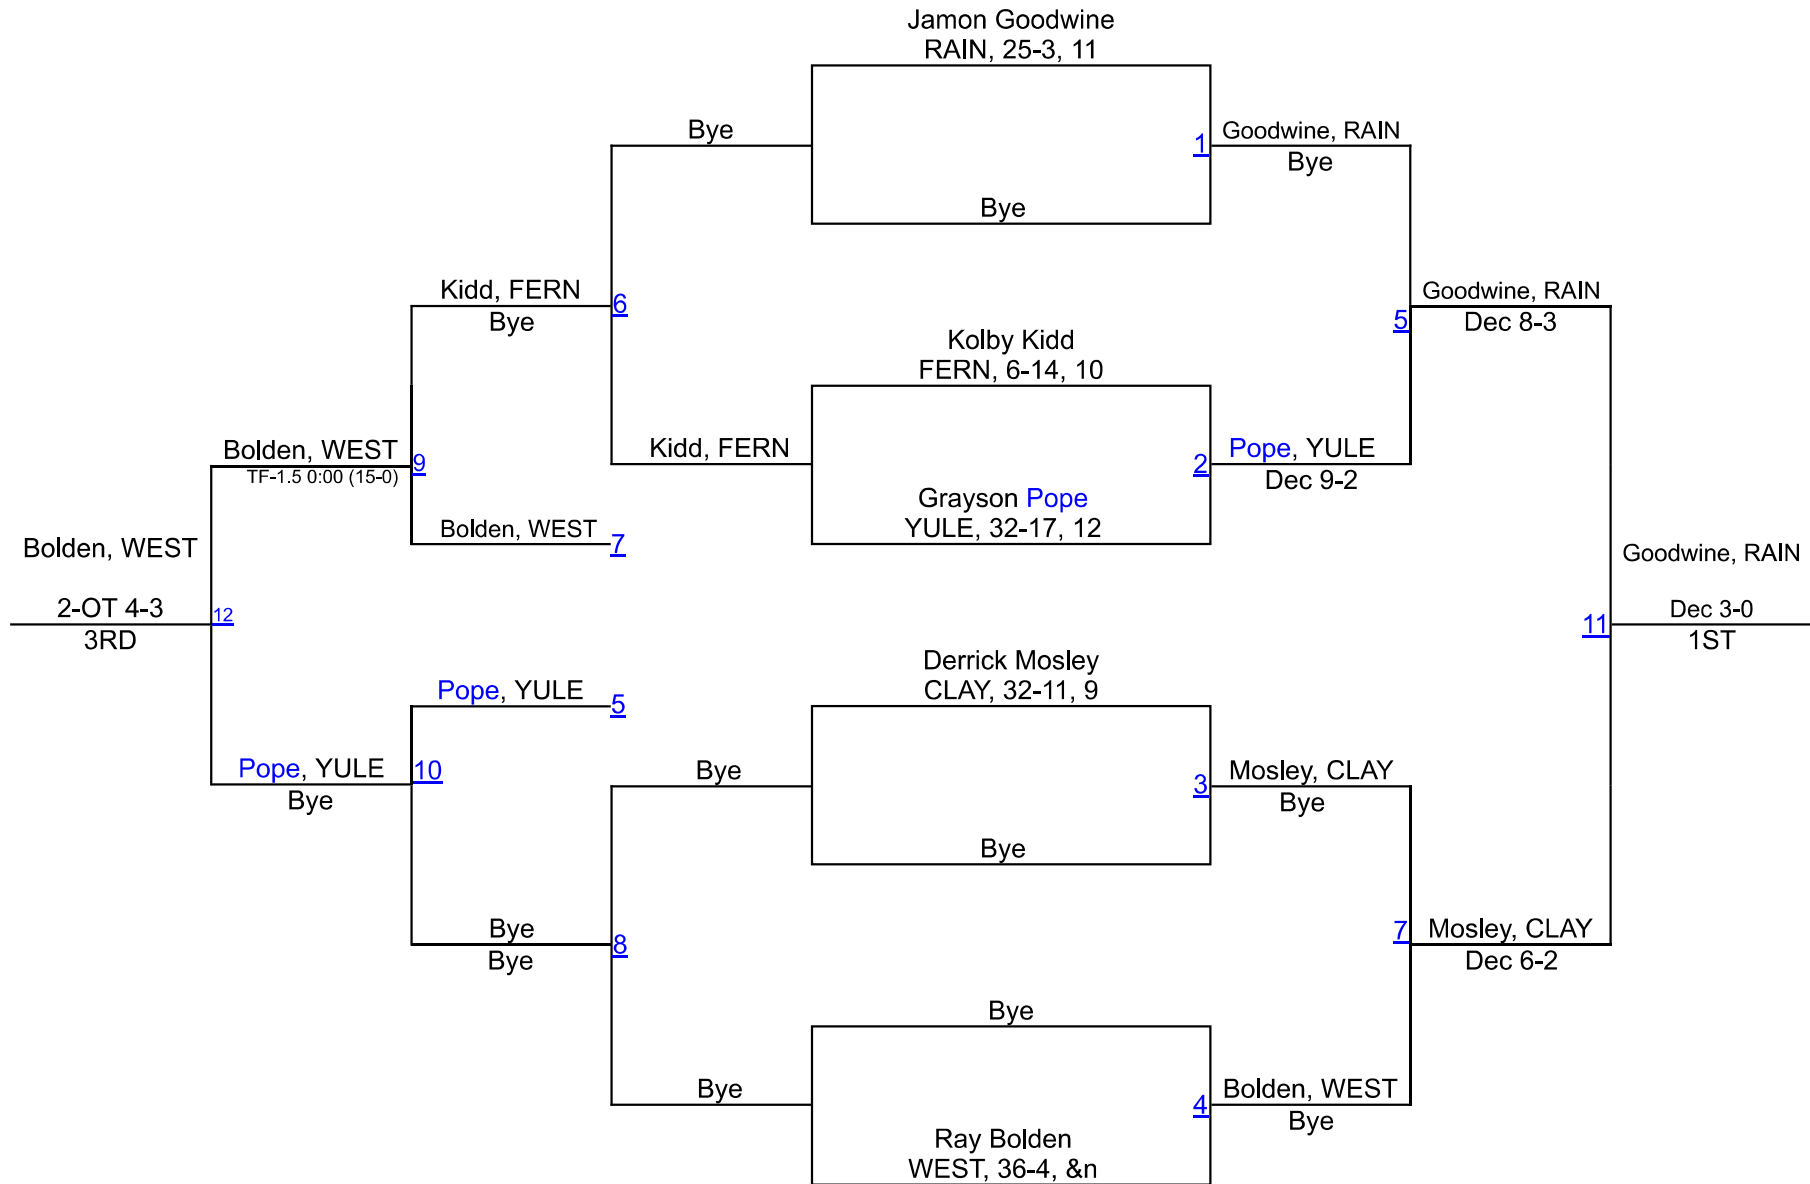 Jamon Goodwine
RAIN, 25-3, 11
Bye
1
Goodwine, RAIN
Bye
Bye
Kidd, FERN
Bye
6
5
Goodwine, RAIN
Dec 8-3
Kolby Kidd
FERN, 6-14, 10
Bolden, WEST
TF-1.5 0:00 (15-0)
9
Kidd, FERN
2
Pope, YULE
Dec 9-2
Grayson Pope
YULE, 32-17, 12
Bolden, WEST
7
Bolden, WEST
2-OT 4-3
3RD
12
Goodwine, RAIN
11
Dec 3-0
1ST
Derrick Mosley
CLAY, 32-11, 9
Pope, YULE
5
Pope, YULE
Bye
10
Bye
3
Mosley, CLAY
Bye
Bye
Bye
Bye
8
7
Mosley, CLAY
Dec 6-2
Bye
Bye
4
Bolden, WEST
Bye
Ray Bolden
WEST, 36-4, &n